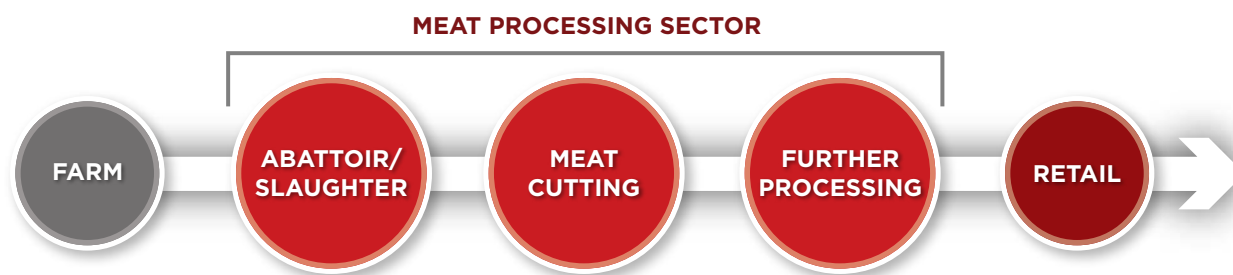 MEAT PROCESSING SECTOR
FARM
ABATTOIR/
SLAUGHTER
MEAT
CUTTING
FURTHER
PROCESSING
RETAIL